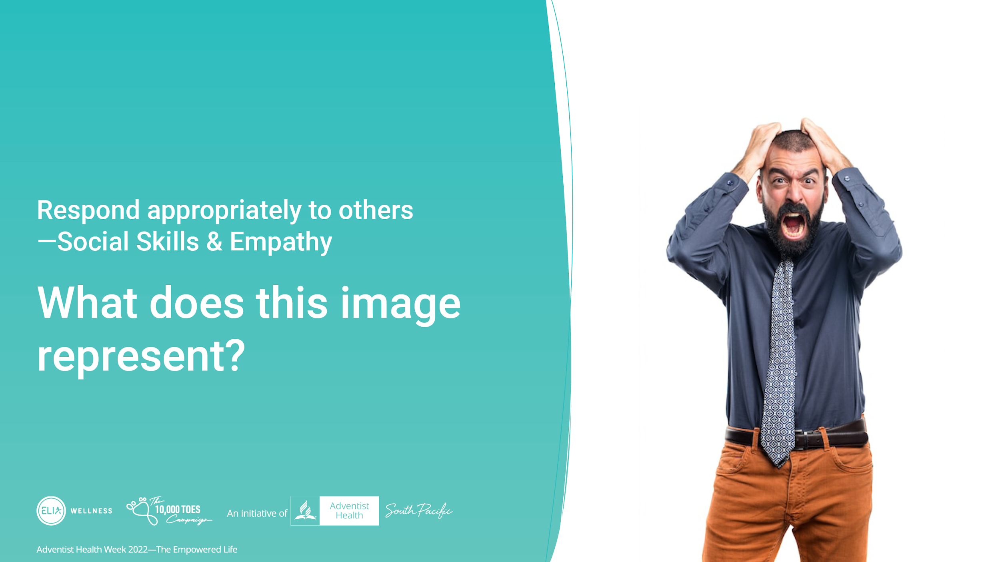 Respond appropriately to others
—Social Skills & Empathy
What does this image
represent?
ELIA WELLNESS
The
10,000 TOES
Campaign
An initiative of
Adventist
Health
South Pacific
Adventist Health Week 2022—The Empowered Life